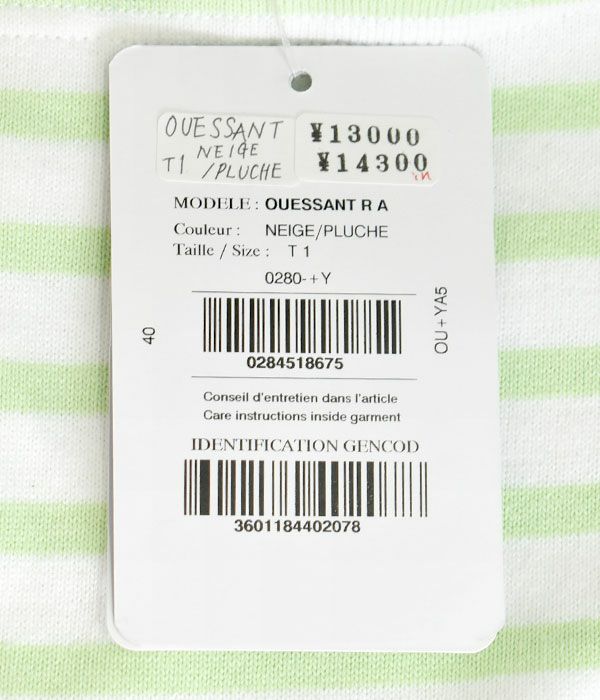 OUESSANT
NEIGE
T1 /PLUCHE
¥13000
¥14300
MODELE : OUESSANT R A
Couleur : NEIGE/PLUCHE
Taille / Size : T 1
0280-+Y
40
OU+YA5
0284518675
Conseil d'entretien dans l'article
Care instructions inside garment
IDENTIFICATION GENCOD
3601184402078